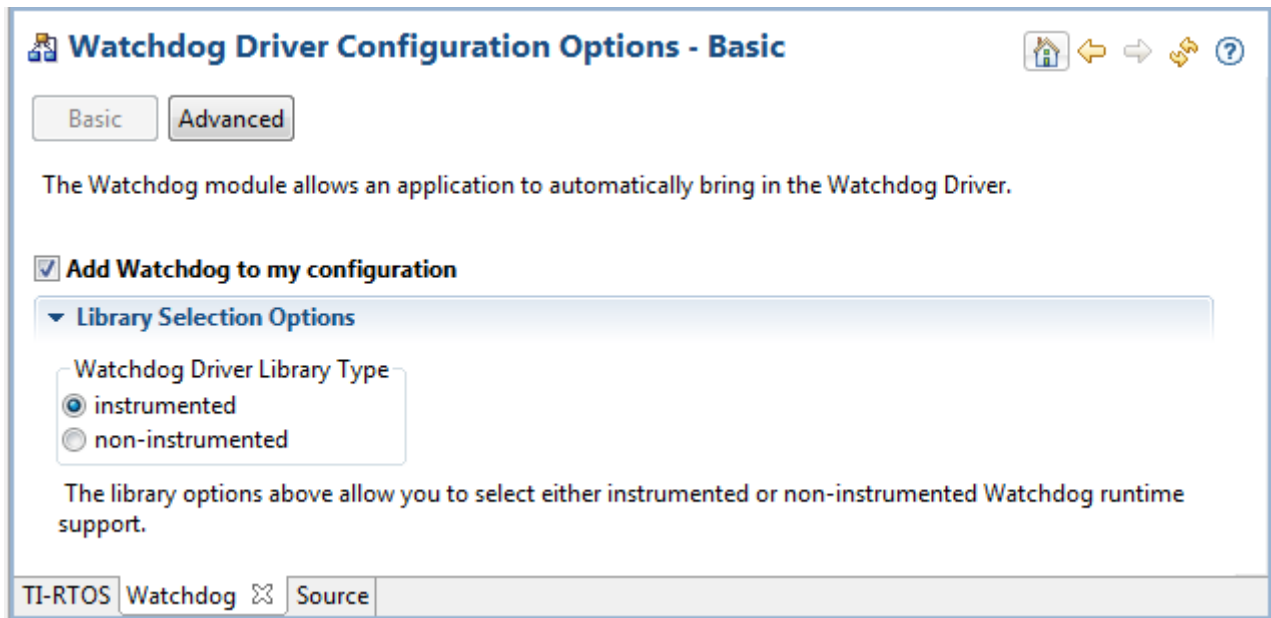 Watchdog Driver Configuration Options - Basic
Basic Advanced
The Watchdog module allows an application to automatically bring in the Watchdog Driver.
Add Watchdog to my configuration
Library Selection Options
Watchdog Driver Library Type
instrumented
non-instrumented
The library options above allow you to select either instrumented or non-instrumented Watchdog runtime
support.
TI-RTOS Watchdog Source